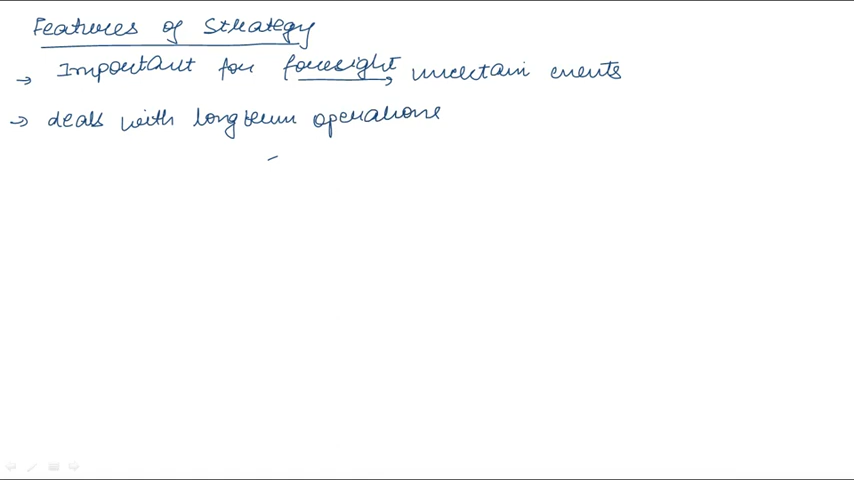 Features of Strategy
→ Important for foresight, uncertain events
→ deals with longterm operations